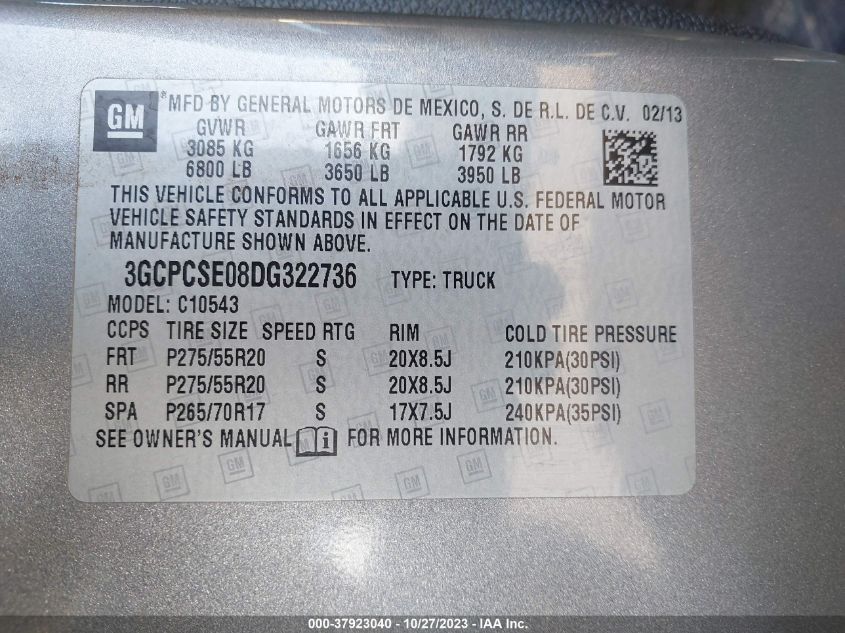 GM ® MFD BY GENERAL MOTORS DE MEXICO, S. DE R.L. DE C.V. 02/13
GVWR GAWR FRT GAWR RR
3085 KG 1656 KG 1792 KG
6800 LB 3650 LB 3950 LB
THIS VEHICLE CONFORMS TO ALL APPLICABLE U.S. FEDERAL MOTOR
VEHICLE SAFETY STANDARDS IN EFFECT ON THE DATE OF
MANUFACTURE SHOWN ABOVE.
3GCPCSE08DG322736 TYPE: TRUCK
MODEL: C10543
CCPS TIRE SIZE SPEED RTG RIM COLD TIRE PRESSURE
FRT P275/55R20 S 20X8.5J 210KPA(30PSI)
RR P275/55R20 S 20X8.5J 210KPA(30PSI)
SPA P265/70R17 S 17X7.5J 240KPA(35PSI)
SEE OWNER'S MANUAL i FOR MORE INFORMATION.
000-37923040 - 10/27/2023 - IAA Inc.